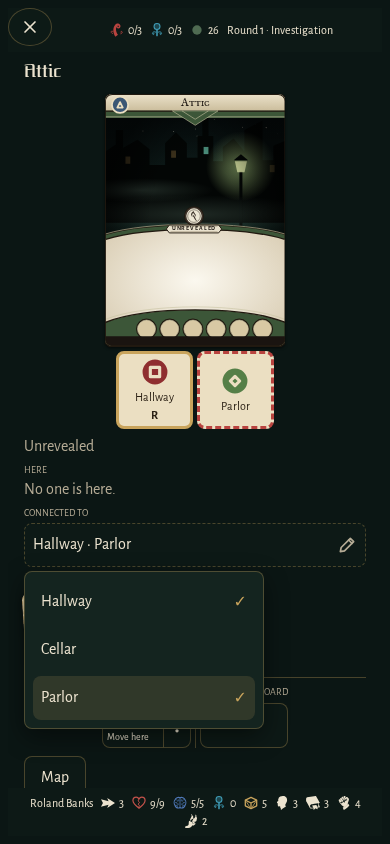 0/3 0/3 26 Round 1 · Investigation
Attic
Attic
UNREVEALED
Hallway
R
Parlor
Unrevealed
HERE
No one is here.
CONNECTED TO
Hallway · Parlor
Hallway ✓
Cellar
Parlor ✓
OARD
Move here
Map
Roland Banks 3 9/9 5/5 0 5 3 3 4
2